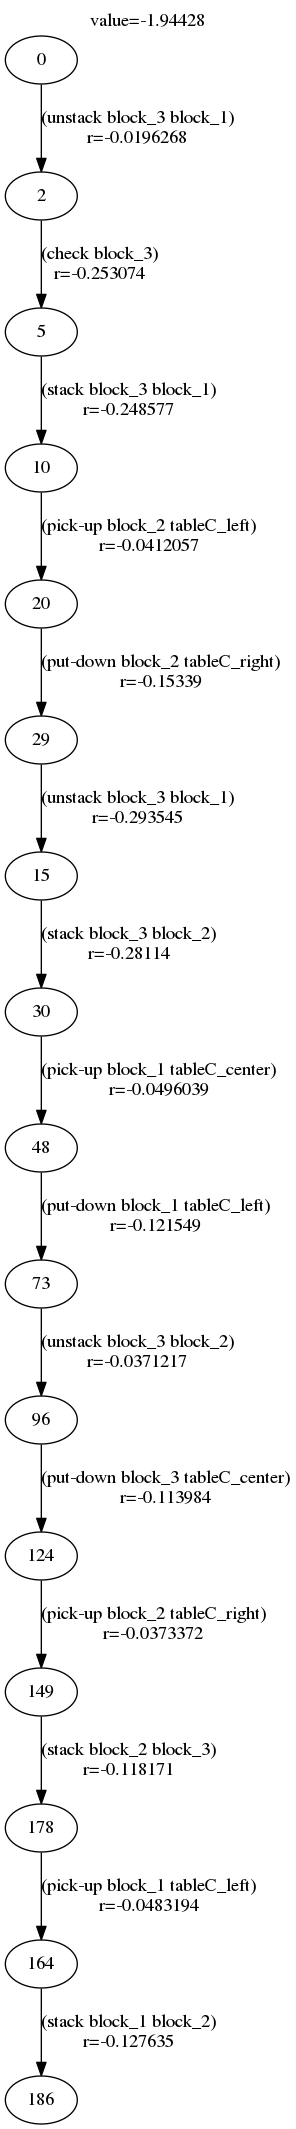 value=-1.94428
0
(unstack block_3 block_1)
r=-0.0196268
2
(check block_3)
r=-0.253074
5
(stack block_3 block_1)
r=-0.248577
10
(pick-up block_2 tableC_left)
r=-0.0412057
20
(put-down block_2 tableC_right)
r=-0.15339
29
(unstack block_3 block_1)
r=-0.293545
15
(stack block_3 block_2)
r=-0.28114
30
(pick-up block_1 tableC_center)
r=-0.0496039
48
(put-down block_1 tableC_left)
r=-0.121549
73
(unstack block_3 block_2)
r=-0.0371217
96
(put-down block_3 tableC_center)
r=-0.113984
124
(pick-up block_2 tableC_right)
r=-0.0373372
149
(stack block_2 block_3)
r=-0.118171
178
(pick-up block_1 tableC_left)
r=-0.0483194
164
(stack block_1 block_2)
r=-0.127635
186